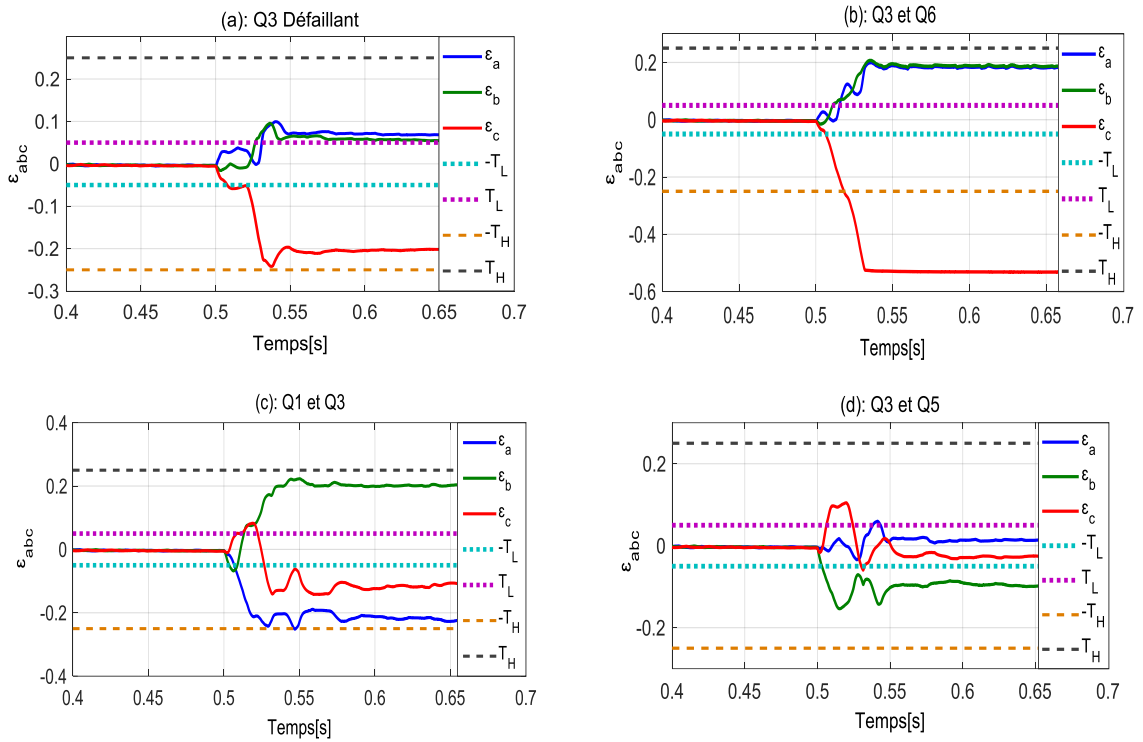 (a): Q3 Défaillant
0.2
0.1
0
-0.1
-0.2
-0.3
ε_abc
0.4 0.45 0.5 0.55 0.6 0.65 0.7
Temps[s]
ε_a
ε_b
ε_c
-T_L
T_L
-T_H
T_H
(b): Q3 et Q6
0.2
0
-0.2
-0.4
-0.6
ε_abc
0.4 0.45 0.5 0.55 0.6 0.65 0.7
Temps[s]
ε_a
ε_b
ε_c
-T_L
T_L
-T_H
T_H
(c): Q1 et Q3
0.4
0.2
0
-0.2
-0.4
ε_abc
0.4 0.45 0.5 0.55 0.6 0.65 0.7
Temps[s]
ε_a
ε_b
ε_c
-T_L
T_L
-T_H
T_H
(d): Q3 et Q5
0.2
0
-0.2
ε_abc
0.4 0.45 0.5 0.55 0.6 0.65 0.7
Temps[s]
ε_a
ε_b
ε_c
-T_L
T_L
-T_H
T_H